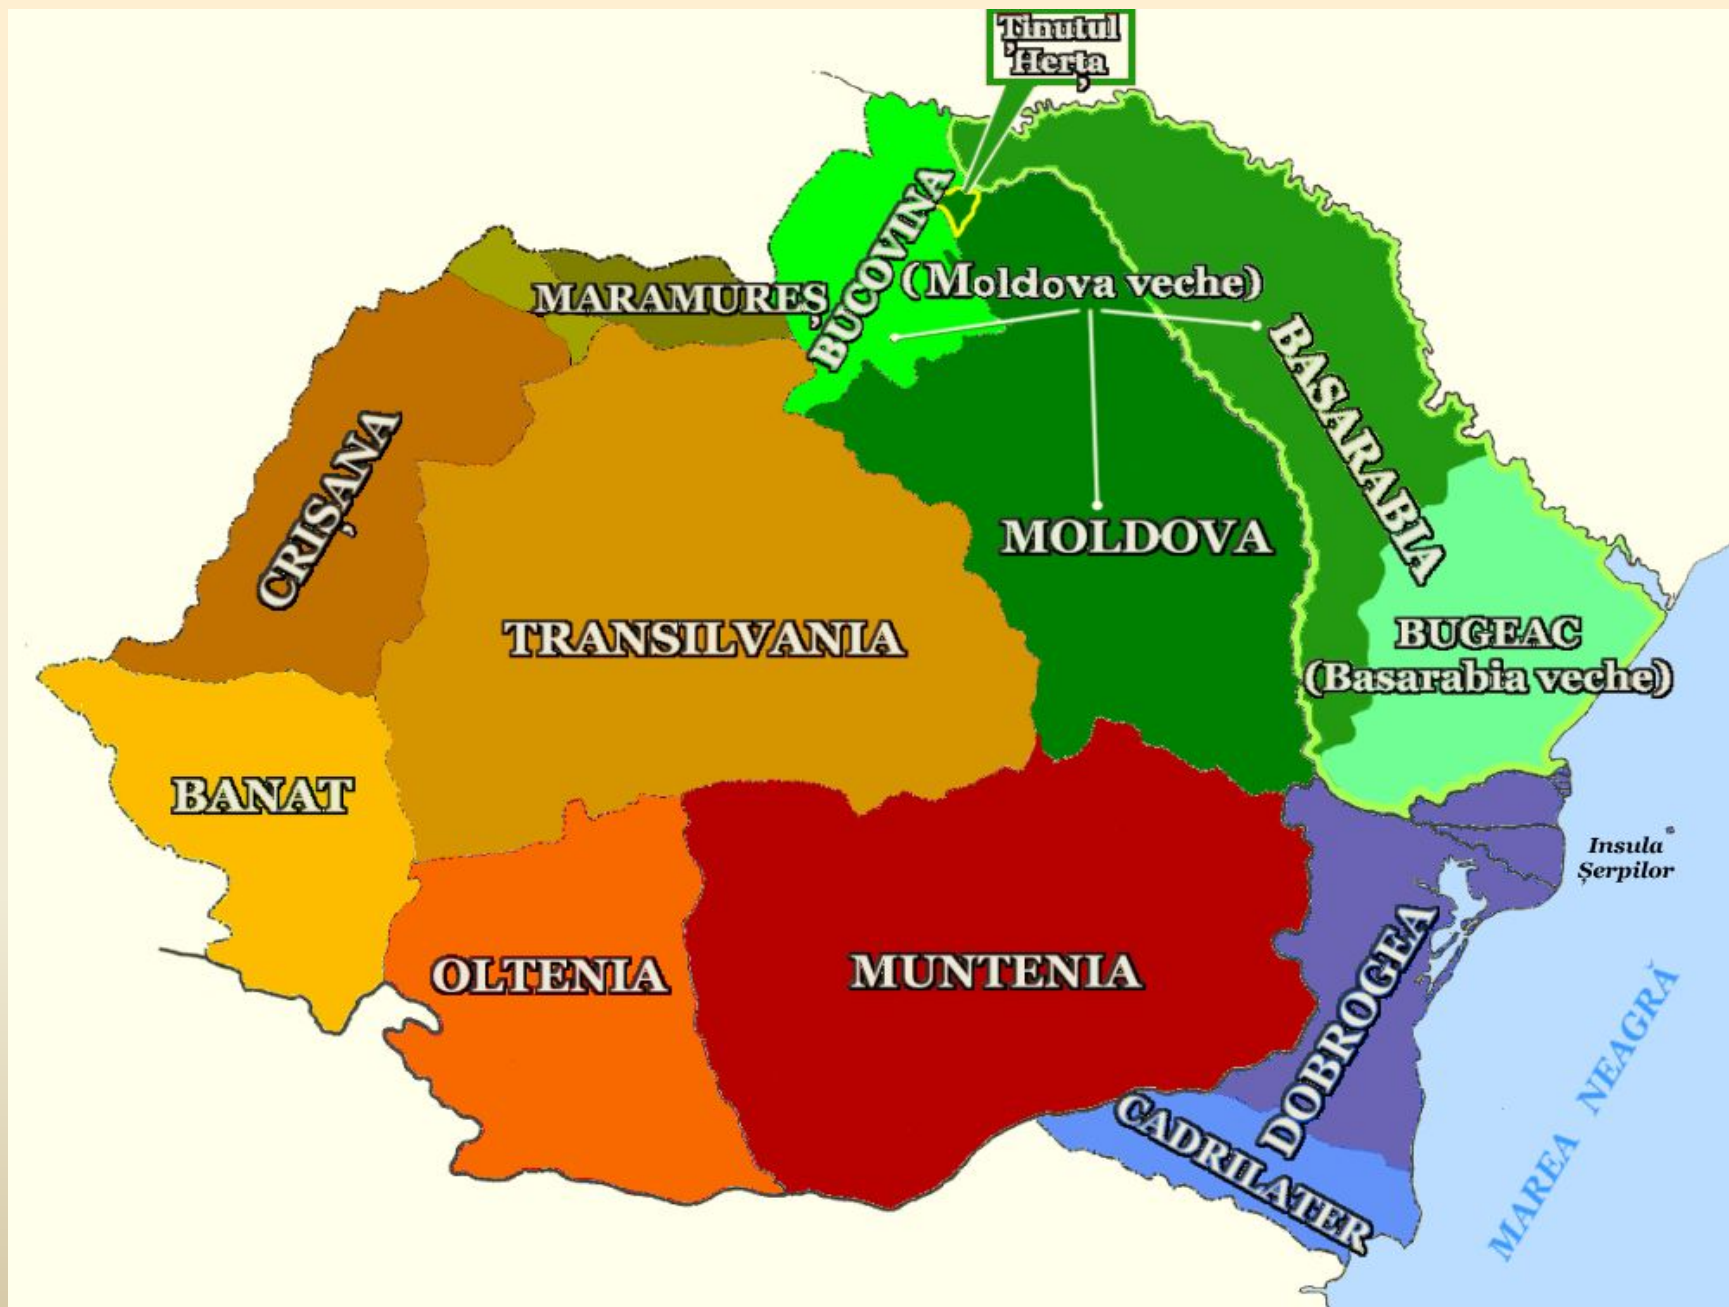 Ținutul
Herța
BUCOVINA
(Moldova veche)
MARAMUREȘ
BASARABIA
CRIȘANA
MOLDOVA
TRANSILVANIA
BUGEAC
(Basarabia veche)
BANAT
Insula
Șerpilor
OLTENIA
MUNTENIA
DOBROGEA
CADRILATER
MAREA NEAGRĂ